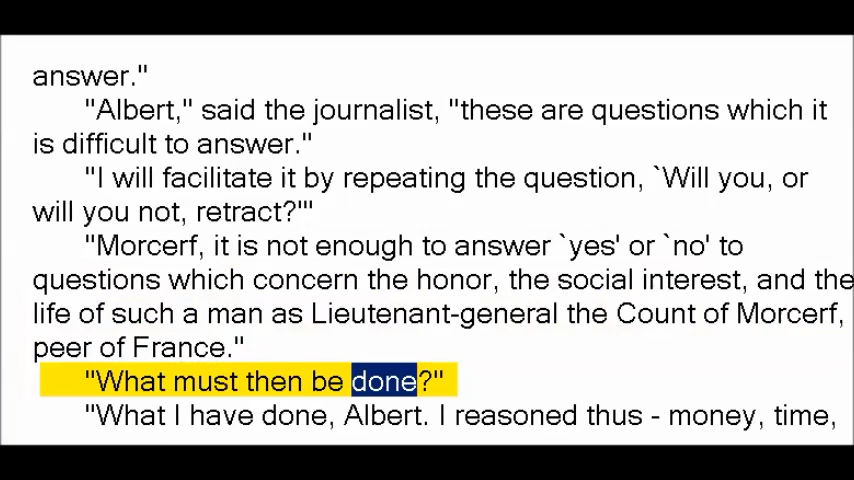 answer."
"Albert," said the journalist, "these are questions which it
is difficult to answer."
"I will facilitate it by repeating the question, `Will you, or
will you not, retract?'"
"Morcerf, it is not enough to answer `yes' or `no' to
questions which concern the honor, the social interest, and the
life of such a man as Lieutenant-general the Count of Morcerf,
peer of France."
"What must then be done?"
"What I have done, Albert. I reasoned thus - money, time,